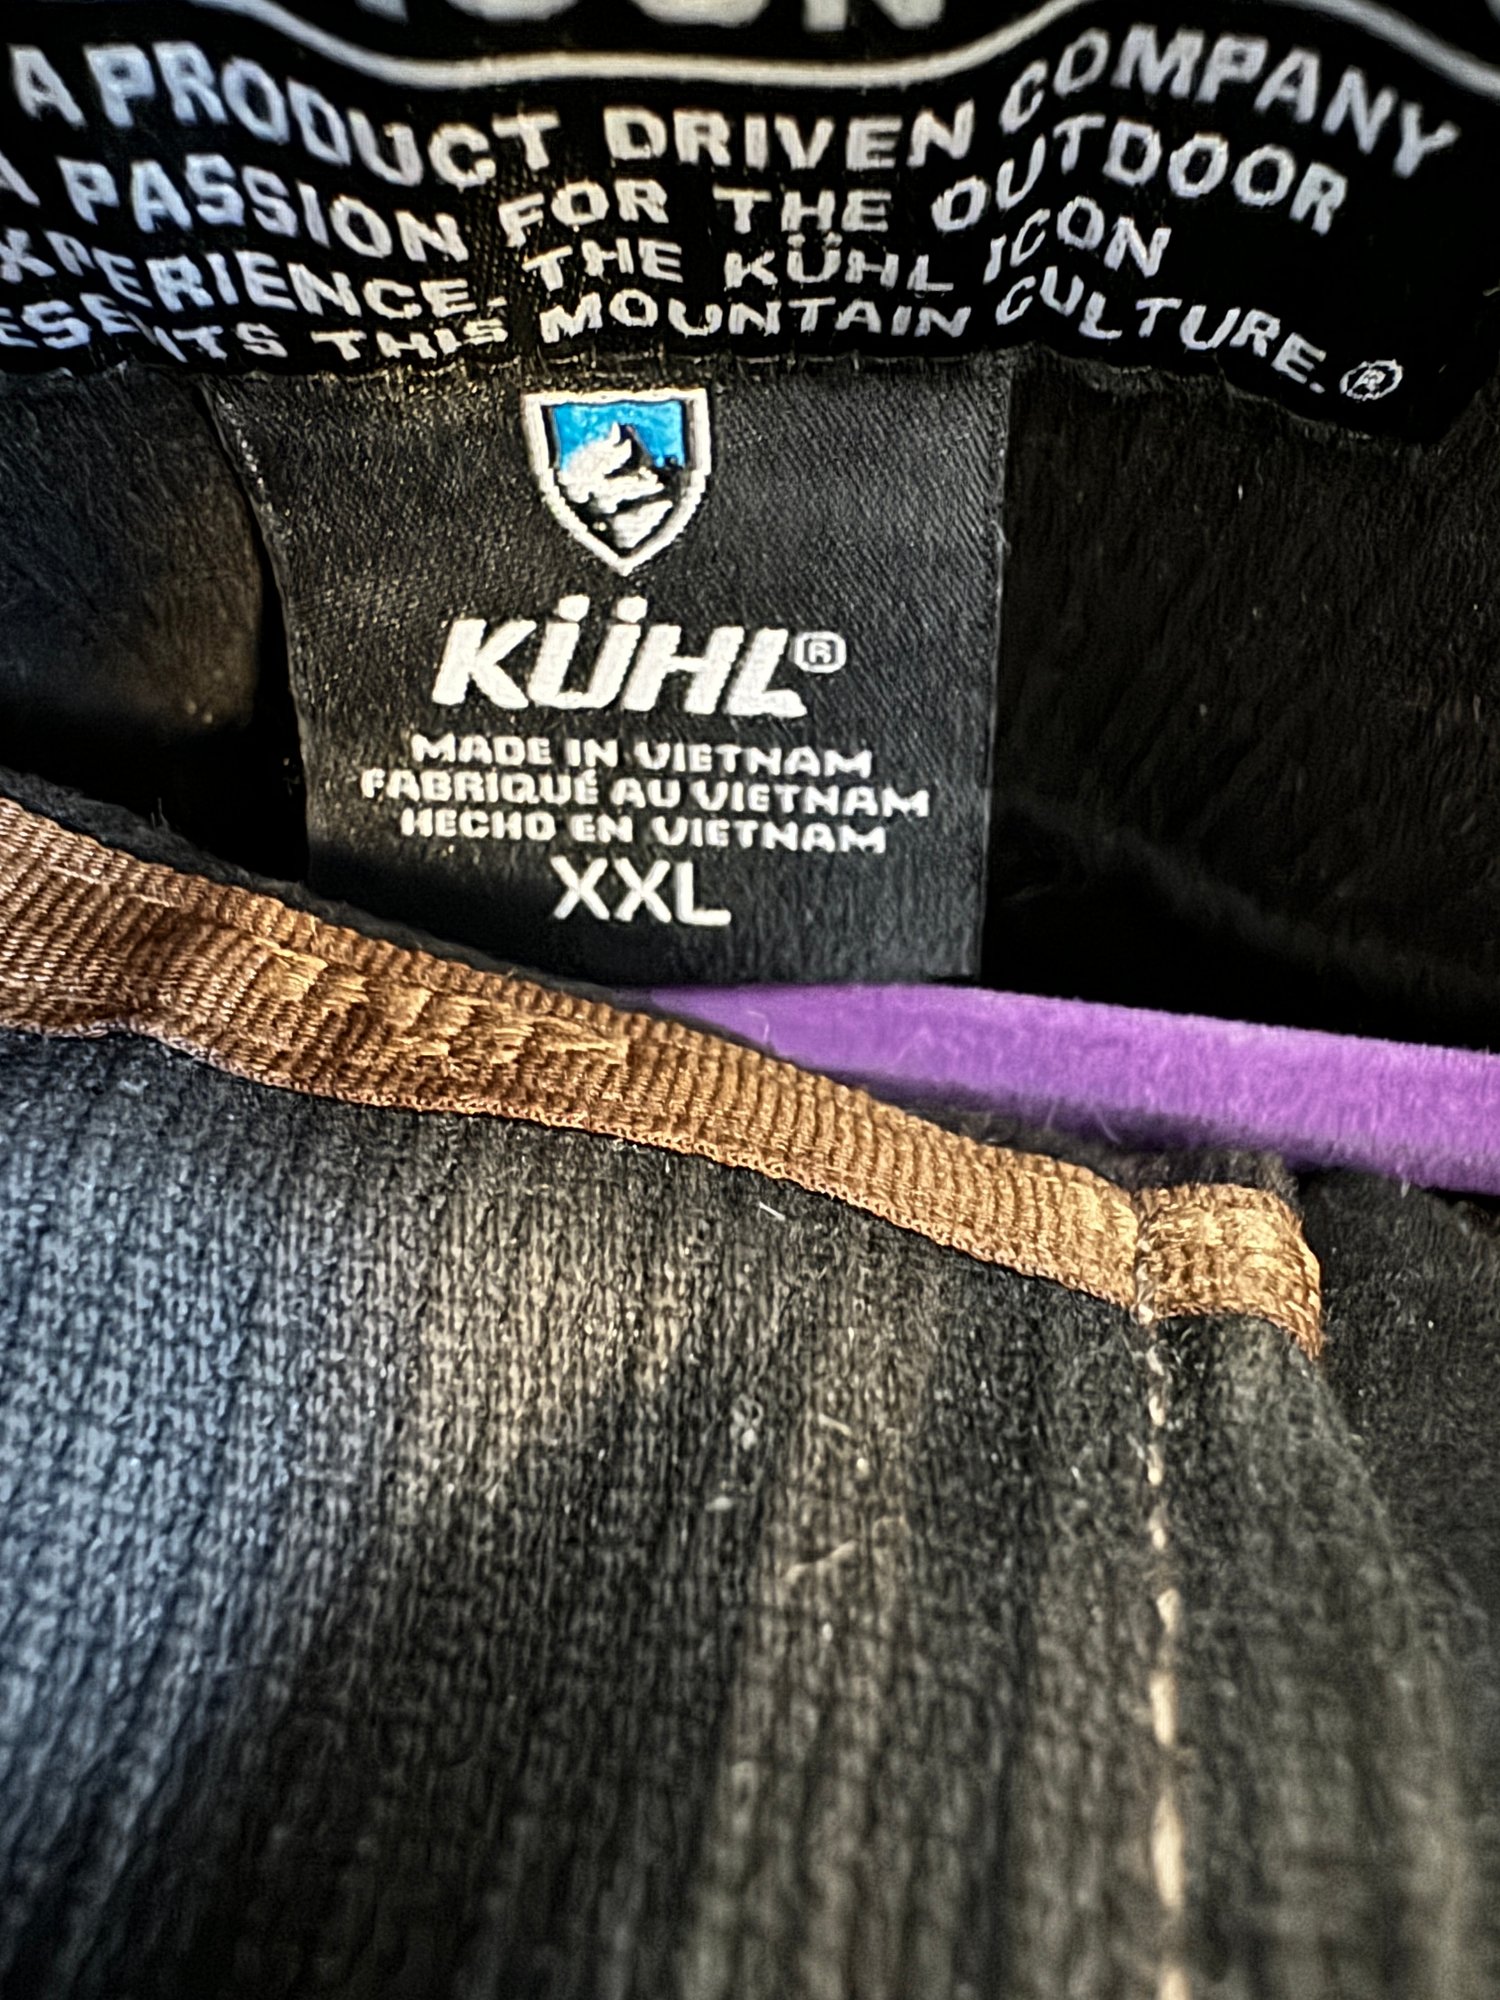 A PRODUCT DRIVEN COMPANY
A PASSION FOR THE OUTDOOR
XPERIENCE. THE KÜHL ICON
ESENTS THIS MOUNTAIN CULTURE.®
KÜHL®
MADE IN VIETNAM
FABRIQUÉ AU VIETNAM
HECHO EN VIETNAM
XXL